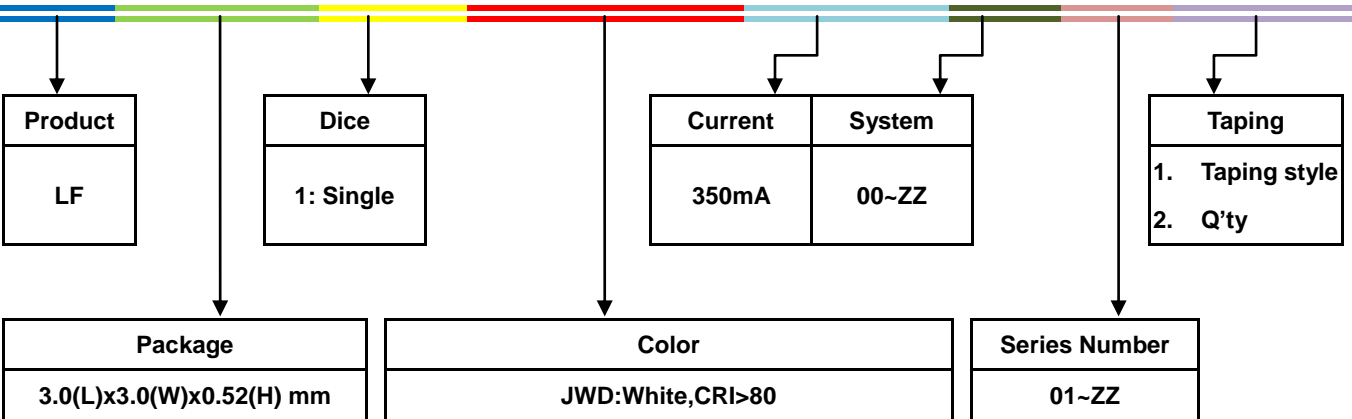 Product
LF
Dice
1: Single
Current
350mA
System
00~ZZ
Taping
1. Taping style
2. Q’ty
Package
3.0(L)x3.0(W)x0.52(H) mm
Color
JWD:White,CRI>80
Series Number
01~ZZ